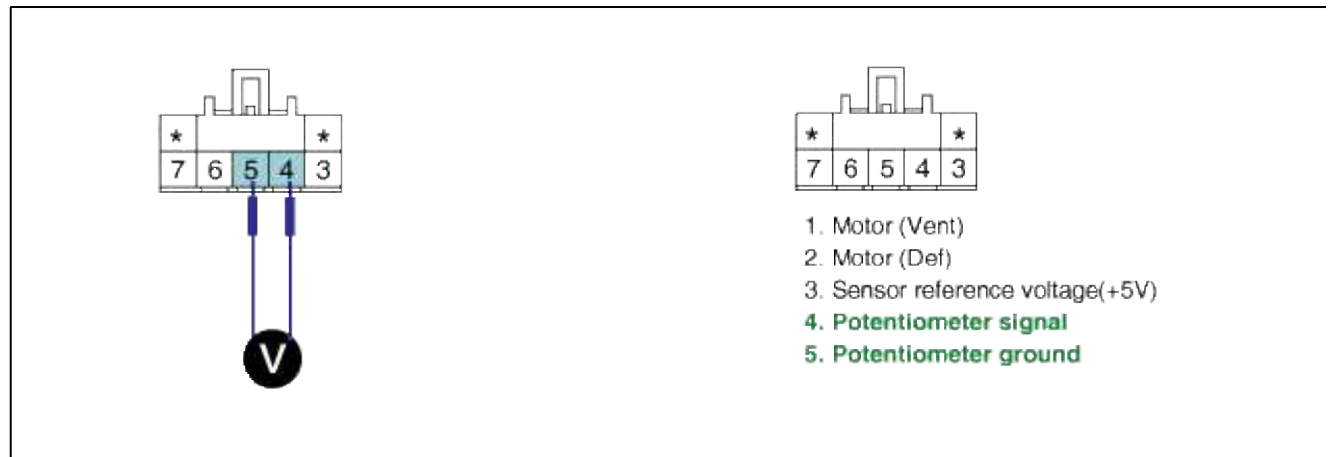 * *
7 6 5 4 3
V
* *
7 6 5 4 3
1. Motor (Vent)
2. Motor (Def)
3. Sensor reference voltage(+5V)
4. Potentiometer signal
5. Potentiometer ground